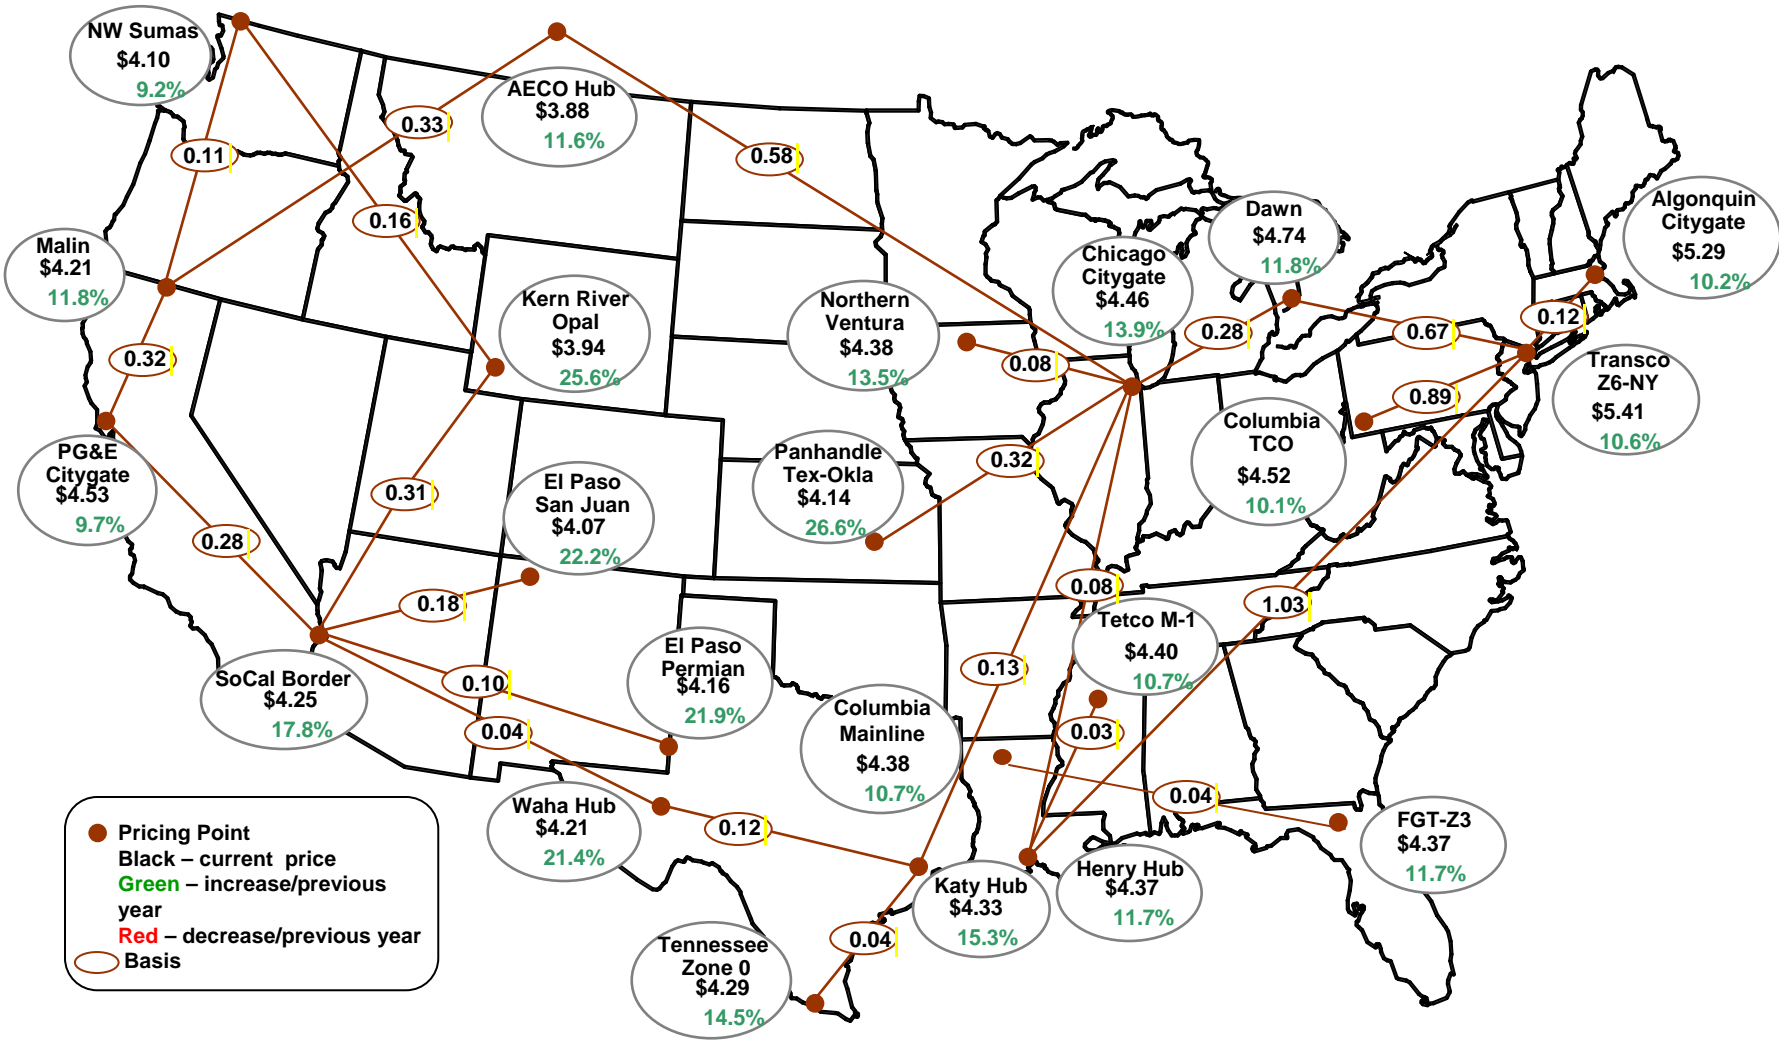 NW Sumas
$4.10
9.2%
AECO Hub
$3.88
11.6%
0.33
0.11
0.58
0.16
Malin
$4.21
11.8%
Kern River
Opal
$3.94
25.6%
Northern
Ventura
$4.38
13.5%
Chicago
Citygate
$4.46
13.9%
Dawn
$4.74
11.8%
Algonquin
Citygate
$5.29
10.2%
0.32
0.08
0.28
0.67
0.12
Transco
Z6-NY
$5.41
10.6%
0.89
PG&E
Citygate
$4.53
9.7%
0.28
0.31
El Paso
San Juan
$4.07
22.2%
Panhandle
Tex-Okla
$4.14
26.6%
0.32
Columbia
TCO
$4.52
10.1%
0.18
0.08
1.03
SoCal Border
$4.25
17.8%
0.10
0.04
El Paso
Permian
$4.16
21.9%
0.13
Tetco M-1
$4.40
10.7%
Columbia
Mainline
$4.38
10.7%
0.03
0.04
Waha Hub
$4.21
21.4%
0.12
Katy Hub
$4.33
15.3%
Henry Hub
$4.37
11.7%
FGT-Z3
$4.37
11.7%
0.04
Tennessee
Zone 0
$4.29
14.5%
Pricing Point
Black – current price
Green – increase/previous
year
Red – decrease/previous year
Basis